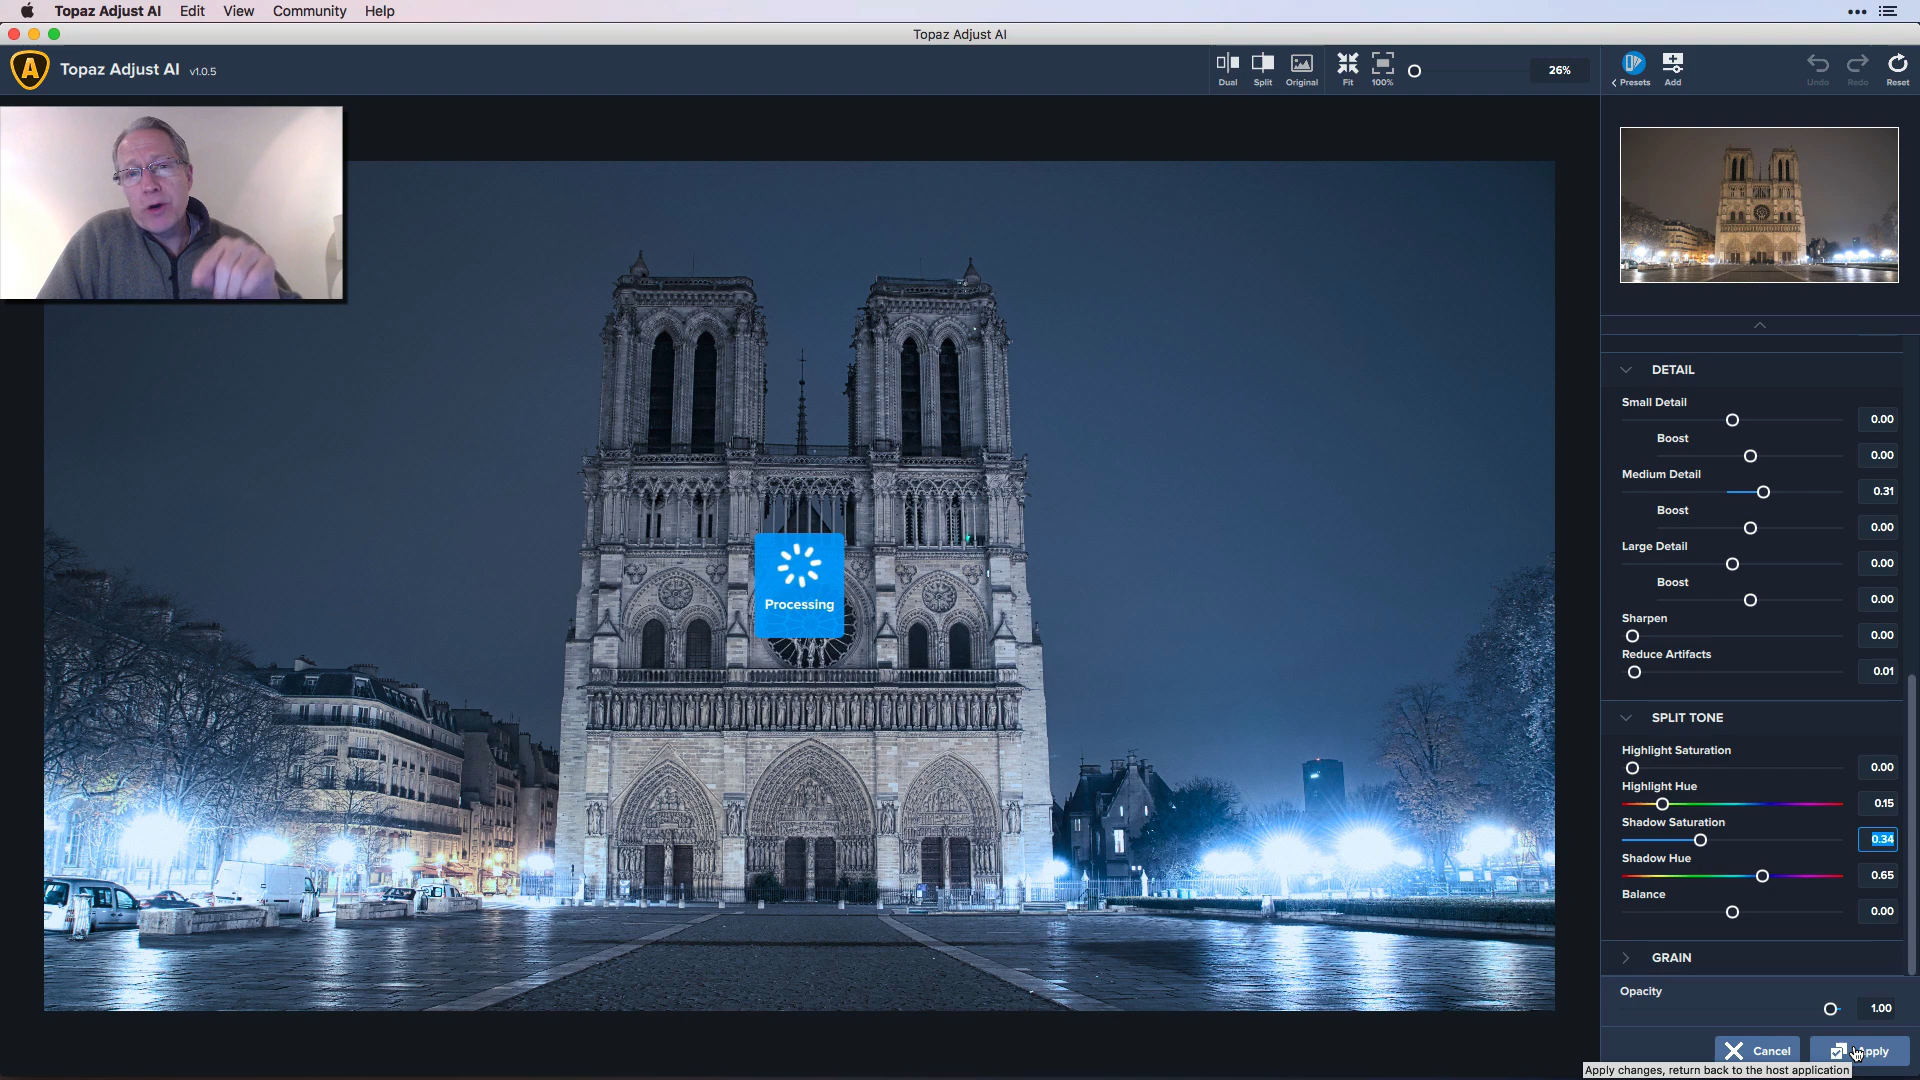 Topaz Adjust AI Edit View Community Help
Topaz Adjust AI
Topaz Adjust AI v1.0.5
Dual Split Original Fit 100% 26% Presets Add Undo Redo Reset
DETAIL
Small Detail 0.00
Boost 0.00
Medium Detail 0.31
Boost 0.00
Large Detail 0.00
Boost 0.00
Sharpen 0.00
Reduce Artifacts 0.01
SPLIT TONE
Highlight Saturation 0.00
Highlight Hue 0.15
Shadow Saturation 0.34
Shadow Hue 0.65
Balance 0.00
GRAIN
Opacity 1.00
Cancel Apply
Apply changes, return back to the host application
Processing